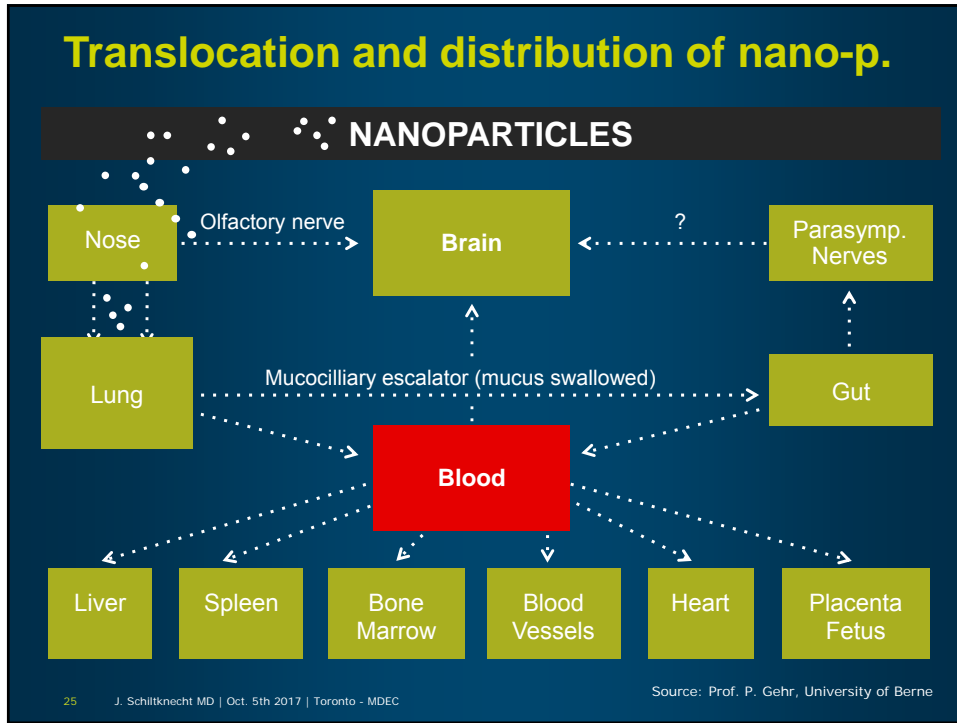 Translocation and distribution of nano-p.
NANOPARTICLES
Nose
Olfactory nerve
Brain
?
Parasymp.
Nerves
Lung
Mucocilliary escalator (mucus swallowed)
Gut
Blood
Liver
Spleen
Bone
Marrow
Blood
Vessels
Heart
Placenta
Fetus
25 J. Schiltknecht MD | Oct. 5th 2017 | Toronto - MDEC
Source: Prof. P. Gehr, University of Berne